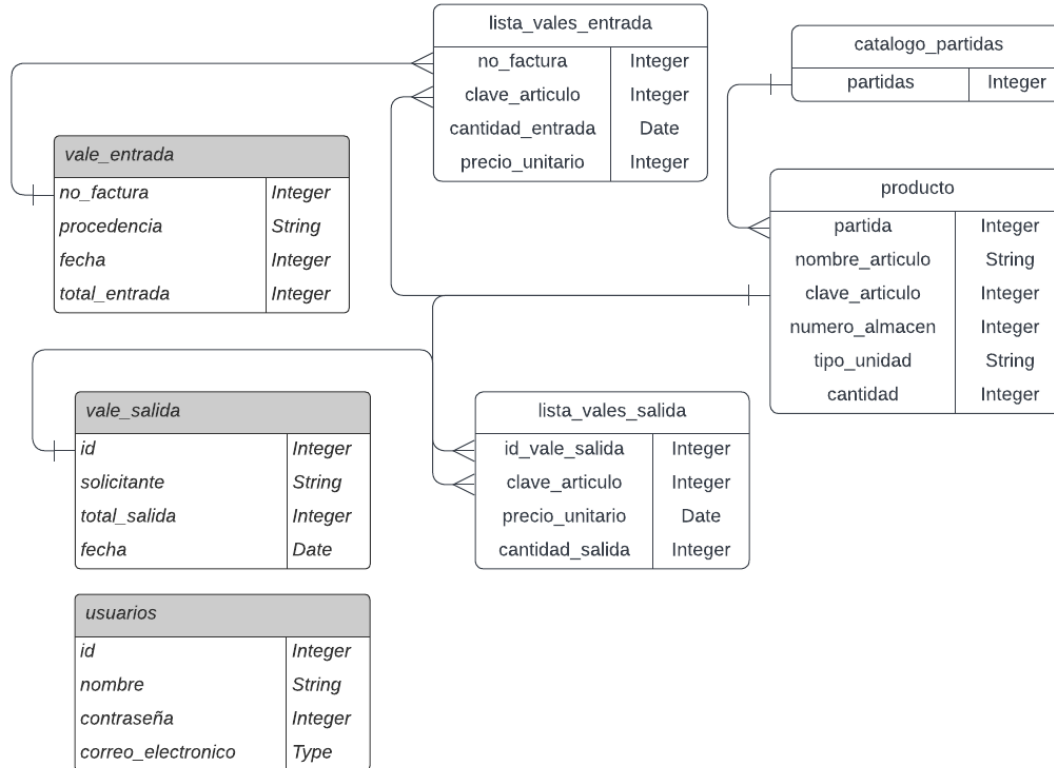 lista_vales_entrada
no_factura Integer
clave_articulo Integer
cantidad_entrada Date
precio_unitario Integer
catalogo_partidas
partidas Integer
vale_entrada
no_factura Integer
procedencia String
fecha Integer
total_entrada Integer
producto
partida Integer
nombre_articulo String
clave_articulo Integer
numero_almacen Integer
tipo_unidad String
cantidad Integer
vale_salida
id Integer
solicitante String
total_salida Integer
fecha Date
lista_vales_salida
id_vale_salida Integer
clave_articulo Integer
precio_unitario Date
cantidad_salida Integer
usuarios
id Integer
nombre String
contraseña Integer
correo_electronico Type